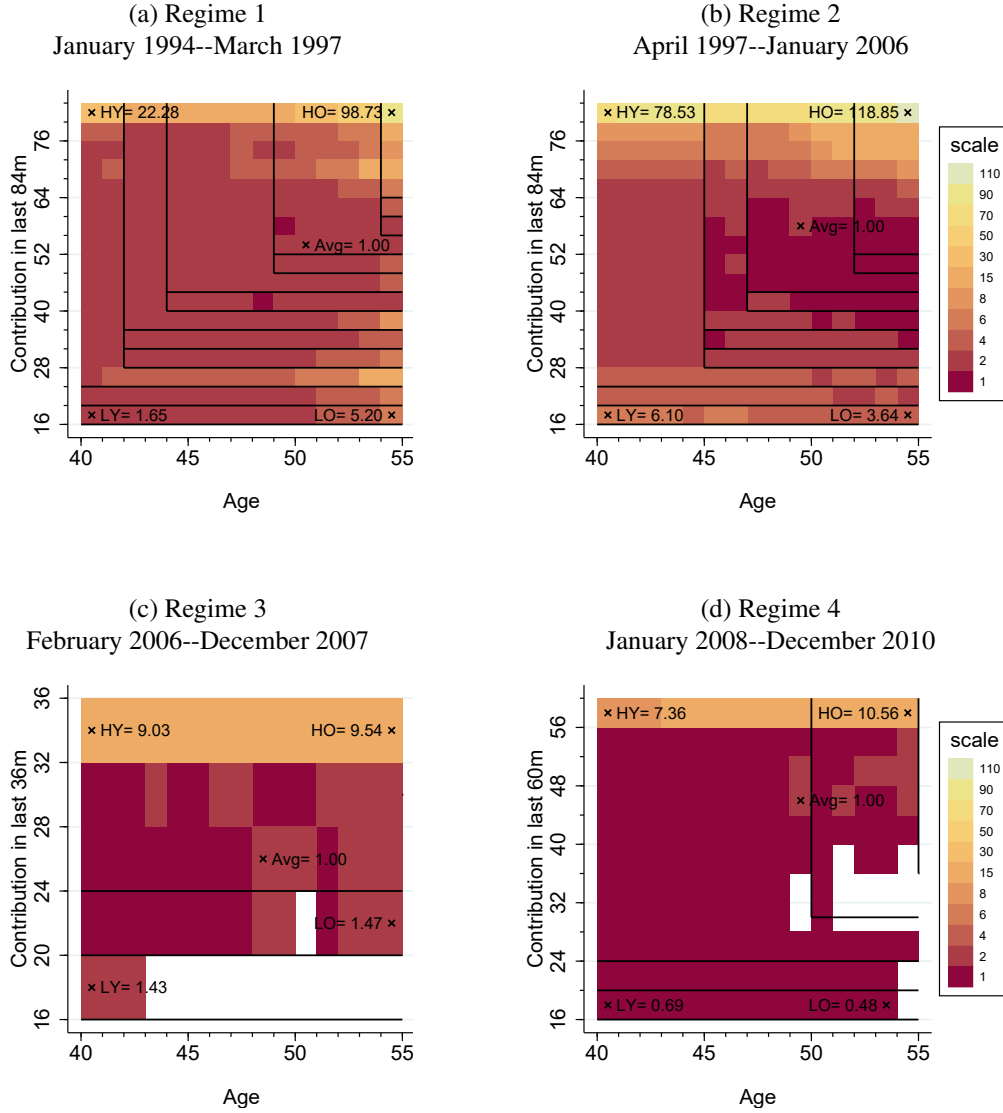 (a) Regime 1
January 1994--March 1997
(b) Regime 2
April 1997--January 2006
Contribution in last 84m
76
64
52
40
28
16
× HY= 22.28
HO= 98.73 ×
× Avg= 1.00
× LY= 1.65
LO= 5.20 ×
40
45
50
55
Age
Contribution in last 84m
76
64
52
40
28
16
× HY= 78.53
HO= 118.85 ×
× Avg= 1.00
× LY= 6.10
LO= 3.64 ×
40
45
50
55
Age
scale
110
90
70
50
30
15
8
6
4
2
1
(c) Regime 3
February 2006--December 2007
(d) Regime 4
January 2008--December 2010
Contribution in last 36m
36
32
28
24
20
16
× HY= 9.03
HO= 9.54 ×
× Avg= 1.00
LO= 1.47 ×
× LY= 1.43
40
45
50
55
Age
Contribution in last 60m
56
48
40
32
24
16
× HY= 7.36
HO= 10.56 ×
× Avg= 1.00
× LY= 0.69
LO= 0.48 ×
40
45
50
55
Age
scale
110
90
70
50
30
15
8
6
4
2
1